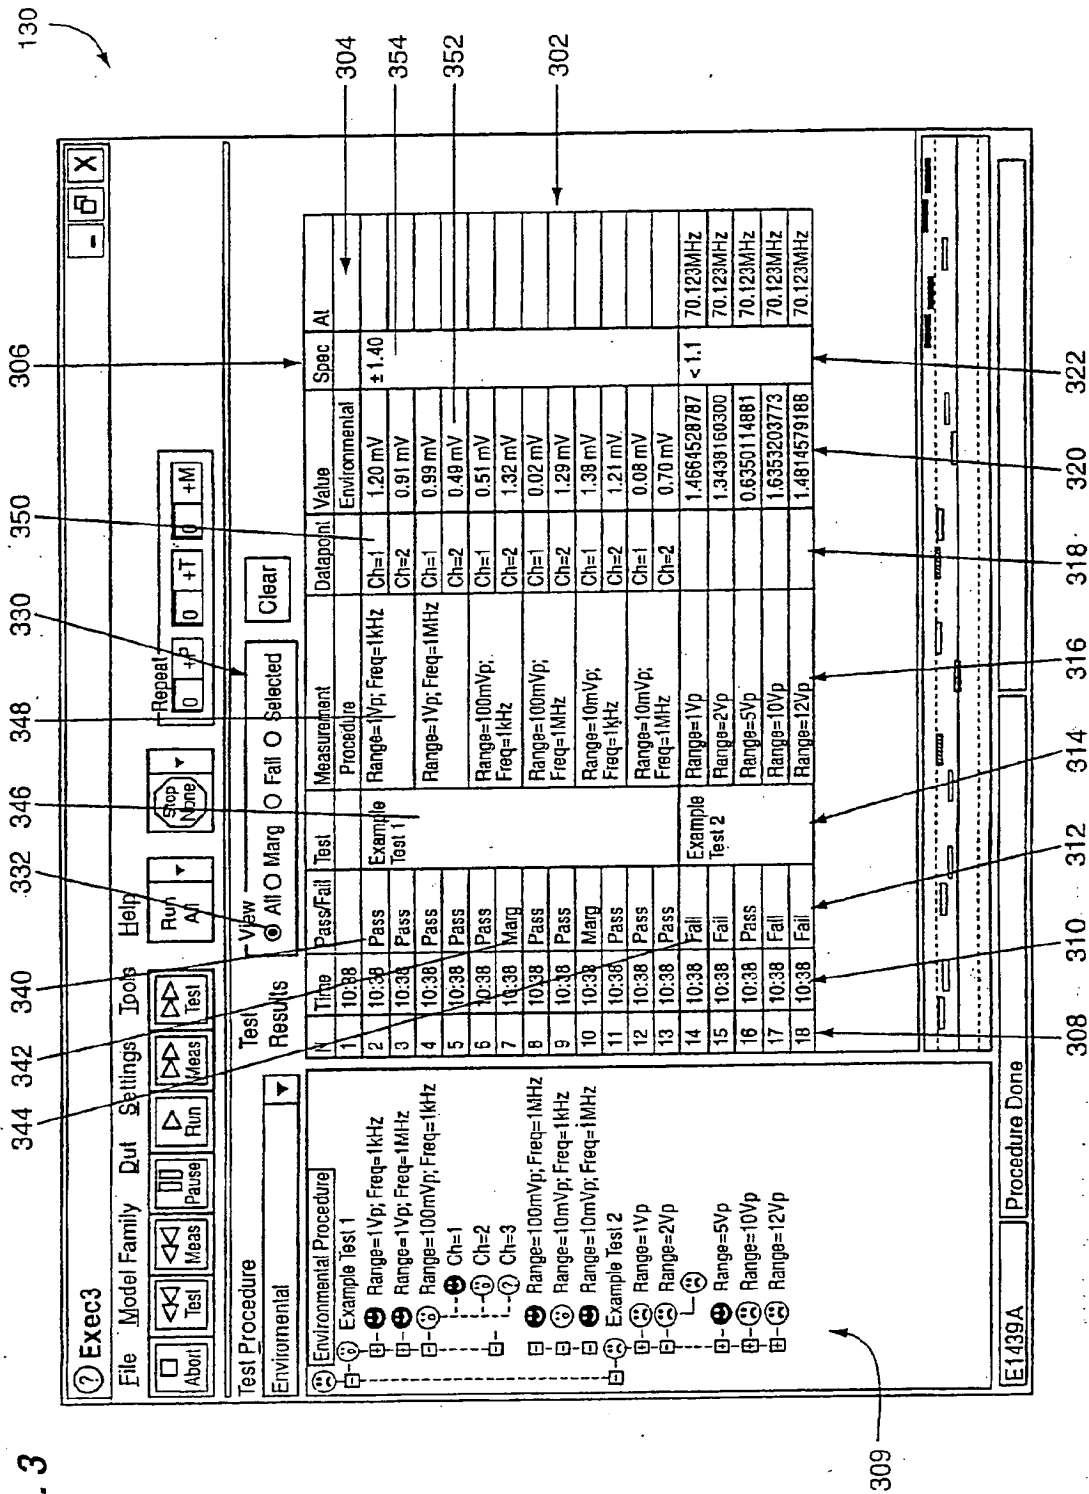 . 3
130
344 342 340 332 346 348 330 350 306
Exec3
File Model Family Dut Settings Tools Help
Abort
Test
Meas
Pause
Run
Meas
Test
Run All
Stop None
Repeat
0 +P 0 +T 0 +M
Test Procedure
Enviromental
Test Results
View
All Marg Fail Selected
Clear
Environmental Procedure
Example Test 1
Range=1Vp; Freq=1kHz
Range=1Vp; Freq=1MHz
Range=100mVp; Freq=1kHz
Ch=1
Ch=2
Ch=3
Range=100mVp; Freq=1MHz
Range=10mVp; Freq=1kHz
Range=10mVp; Freq=1MHz
Example Test 2
Range=1Vp
Range=2Vp
Range=5Vp
Range=10Vp
Range=12Vp
N Time Pass/Fail Test Measurement Datapoint Value Spec At
1 10:38 Procedure Environmental
2 10:38 Pass Example Test 1 Range=1Vp; Freq=1kHz Ch=1 1.20 mV ± 1.40
3 10:38 Pass Ch=2 0.91 mV
4 10:38 Pass Range=1Vp; Freq=1MHz Ch=1 0.99 mV
5 10:38 Pass Ch=2 0.49 mV
6 10:38 Pass Range=100mVp; Ch=1 0.51 mV
7 10:38 Marg Freq=1kHz Ch=2 1.32 mV
8 10:38 Pass Range=100mVp; Ch=1 0.02 mV
9 10:38 Pass Freq=1MHz Ch=2 1.29 mV
10 10:38 Marg Range=10mVp; Ch=1 1.38 mV
11 10:38 Pass Freq=1kHz Ch=2 1.21 mV
12 10:38 Pass Range=10mVp; Ch=1 0.08 mV
13 10:38 Pass Freq=1MHz Ch=2 0.70 mV
14 10:38 Fail Example Test 2 Range=1Vp 1.4664528787 < 1.1 70.123MHz
15 10:38 Fail Range=2Vp 1.3438160300 70.123MHz
16 10:38 Pass Range=5Vp 0.6350114881 70.123MHz
17 10:38 Fail Range=10Vp 1.6353203773 70.123MHz
18 10:38 Fail Range=12Vp 1.4814579188 70.123MHz
304
354
352
302
E1439A
Procedure Done
309
308 310 312 314 316 318 320 322